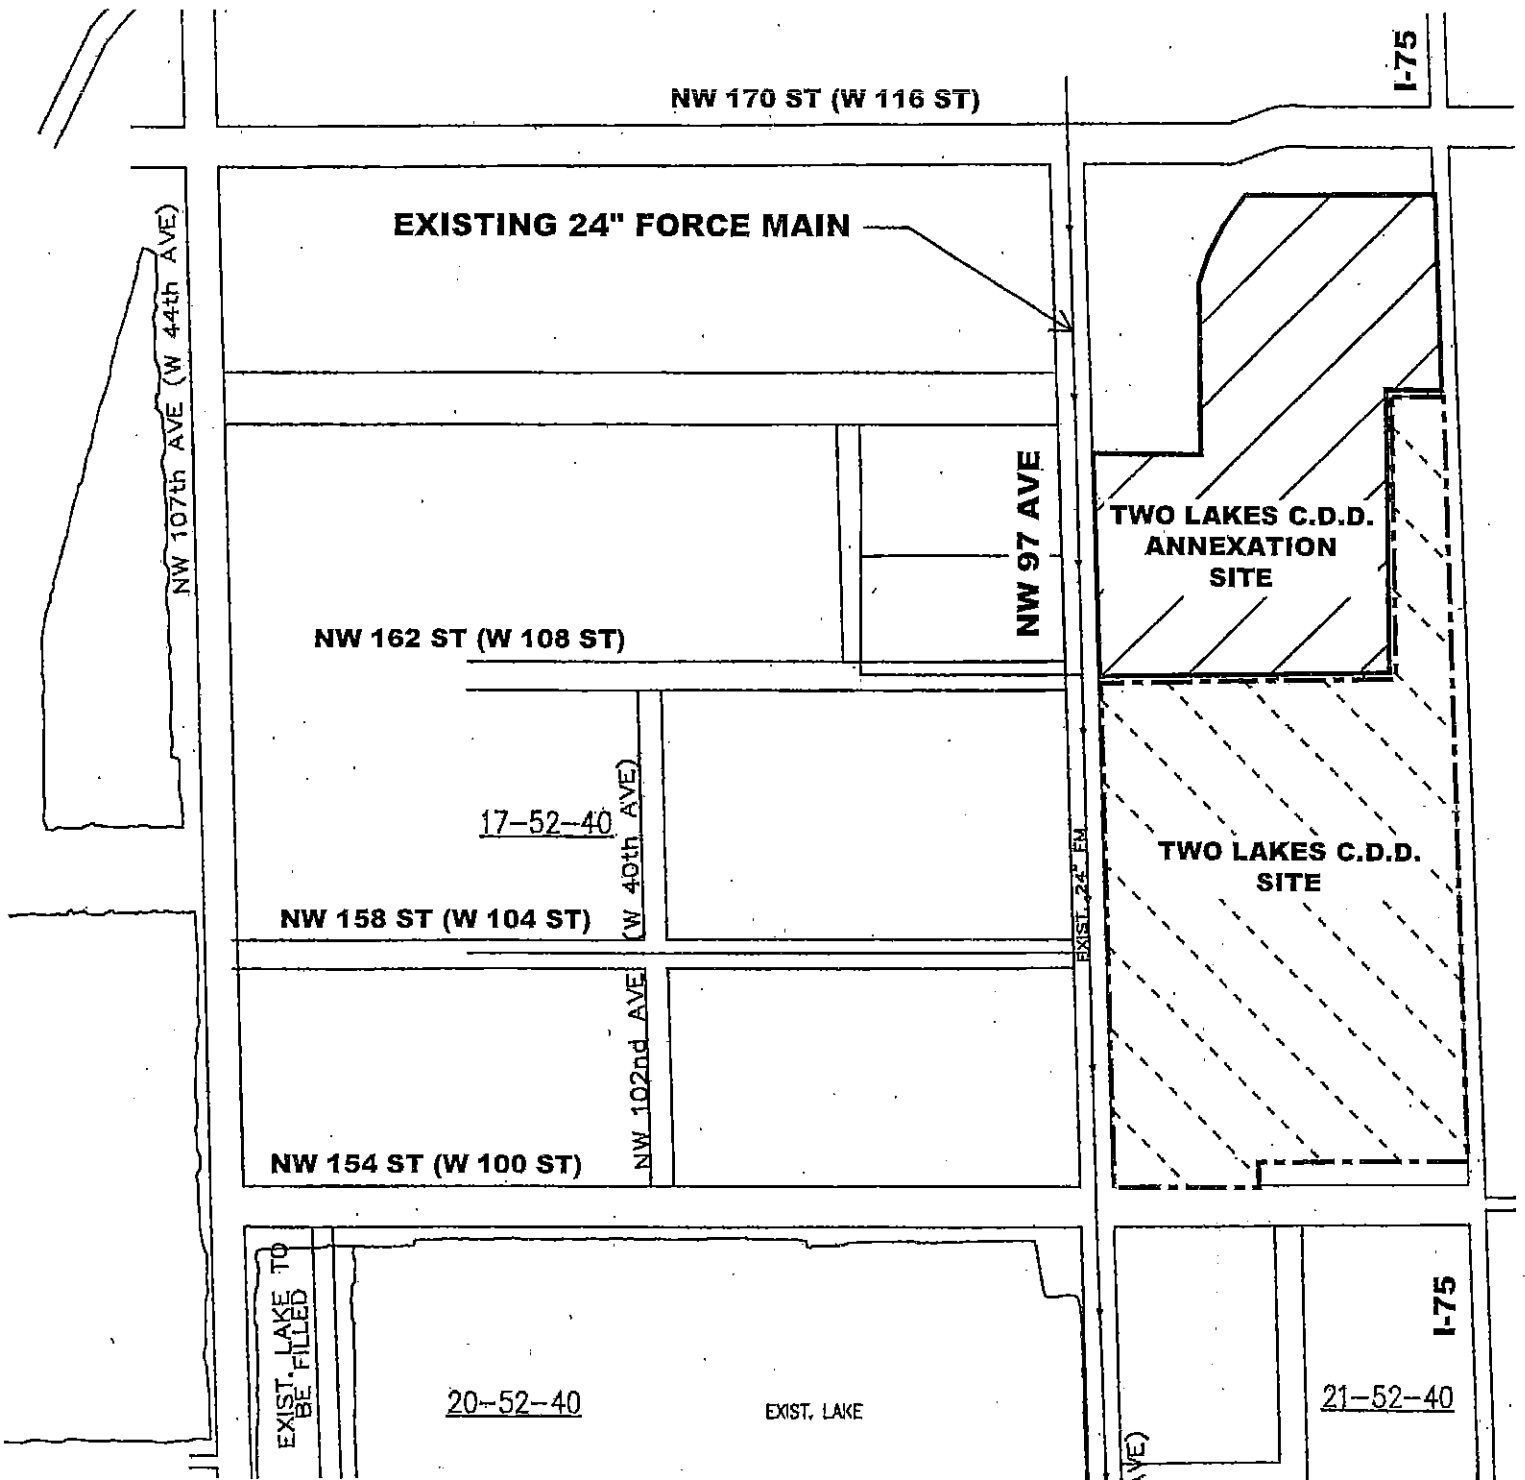 I-75
NW 170 ST (W 116 ST)
EXISTING 24" FORCE MAIN
NW 107th AVE (W 44th AVE)
NW 97 AVE
TWO LAKES C.D.D.
ANNEXATION
SITE
NW 162 ST (W 108 ST)
17-52-40
(W 40th AVE)
EXIST. 24" FM
TWO LAKES C.D.D.
SITE
NW 158 ST (W 104 ST)
NW 102nd AVE
NW 154 ST (W 100 ST)
EXIST. LAKE TO
BE FILLED
I-75
20-52-40
EXIST. LAKE
21-52-40
AVE)